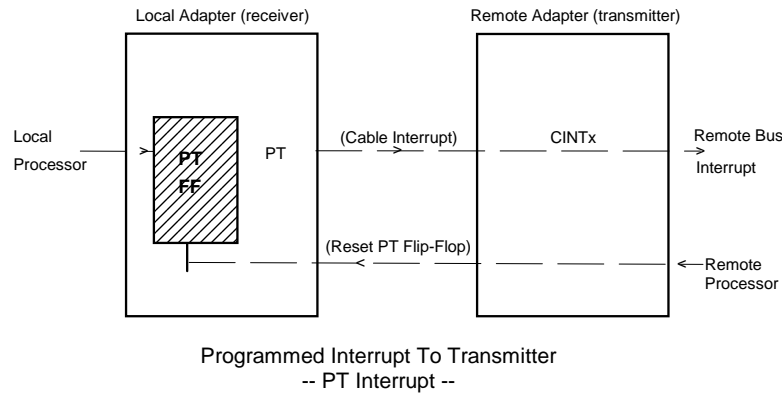 Local Adapter (receiver)
Remote Adapter (transmitter)
Local
Processor
PT
FF
PT
(Cable Interrupt)
CINTx
Remote Bus
Interrupt
(Reset PT Flip-Flop)
Remote
Processor
Programmed Interrupt To Transmitter
-- PT Interrupt --